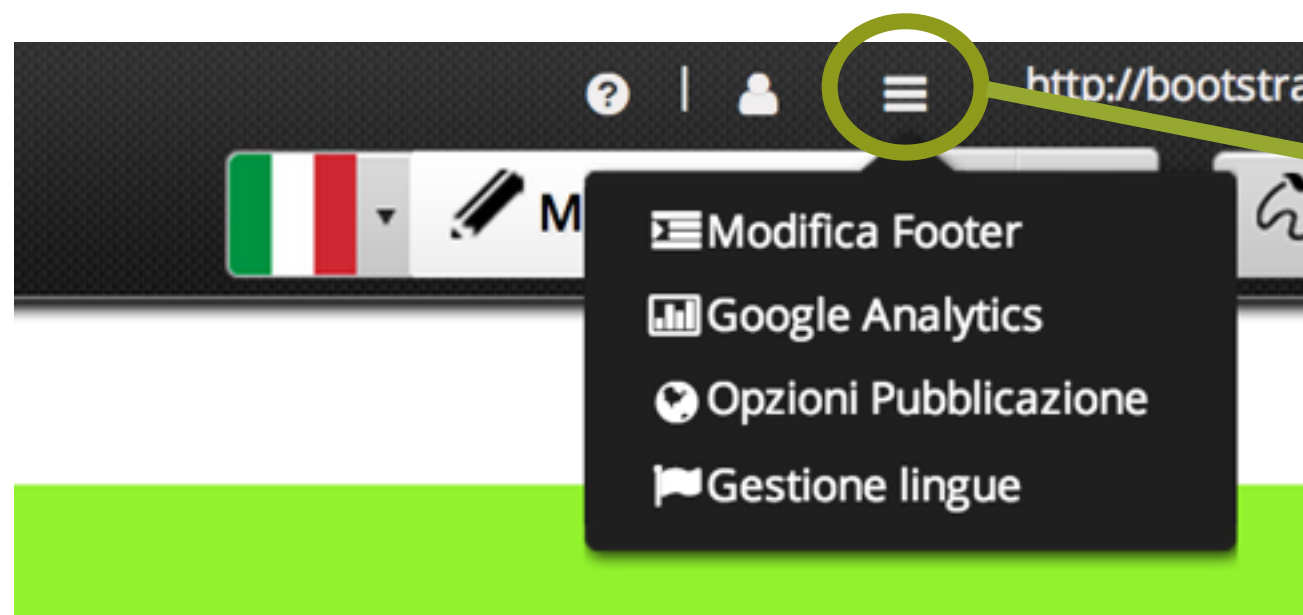 http://bootstra
M
Modifica Footer
Google Analytics
Opzioni Pubblicazione
Gestione lingue